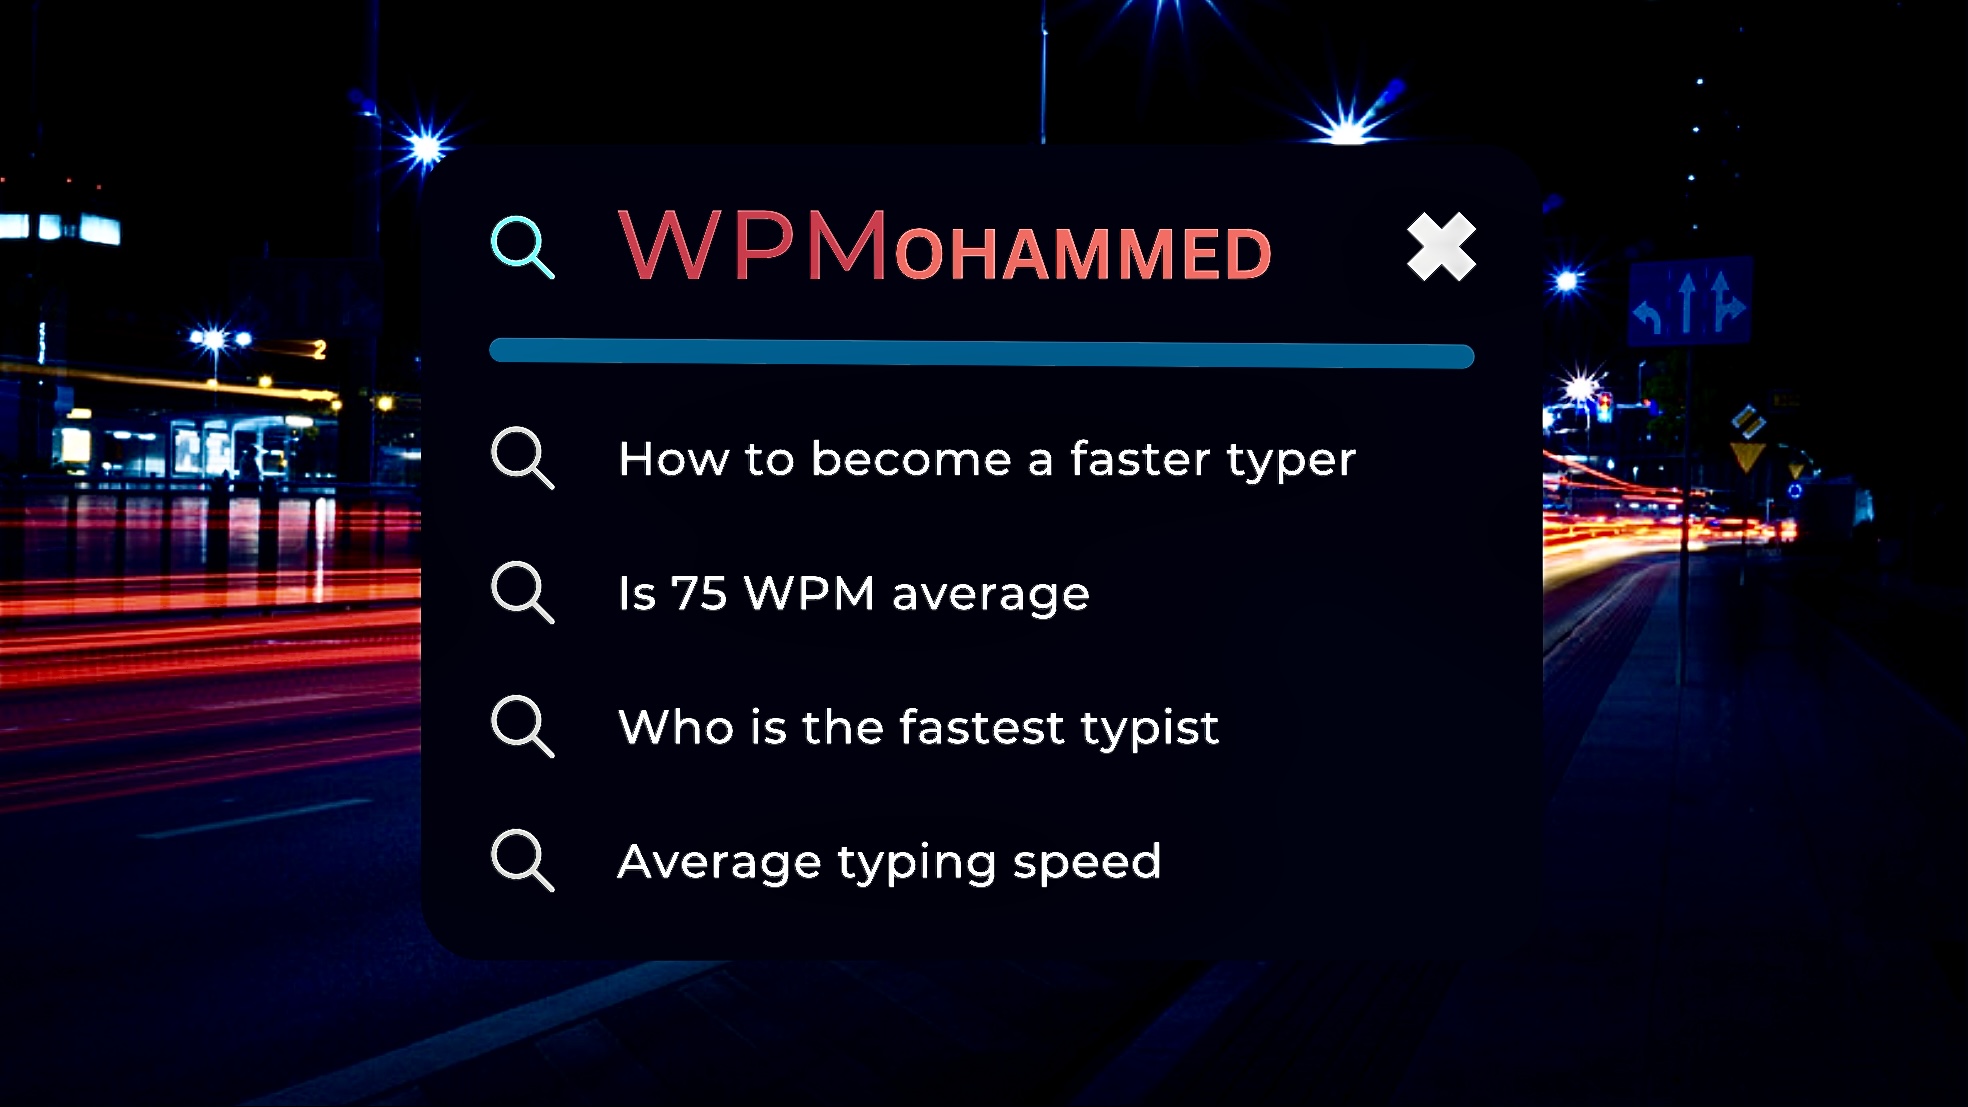 WPMOHAMMED
How to become a faster typer
Is 75 WPM average
Who is the fastest typist
Average typing speed